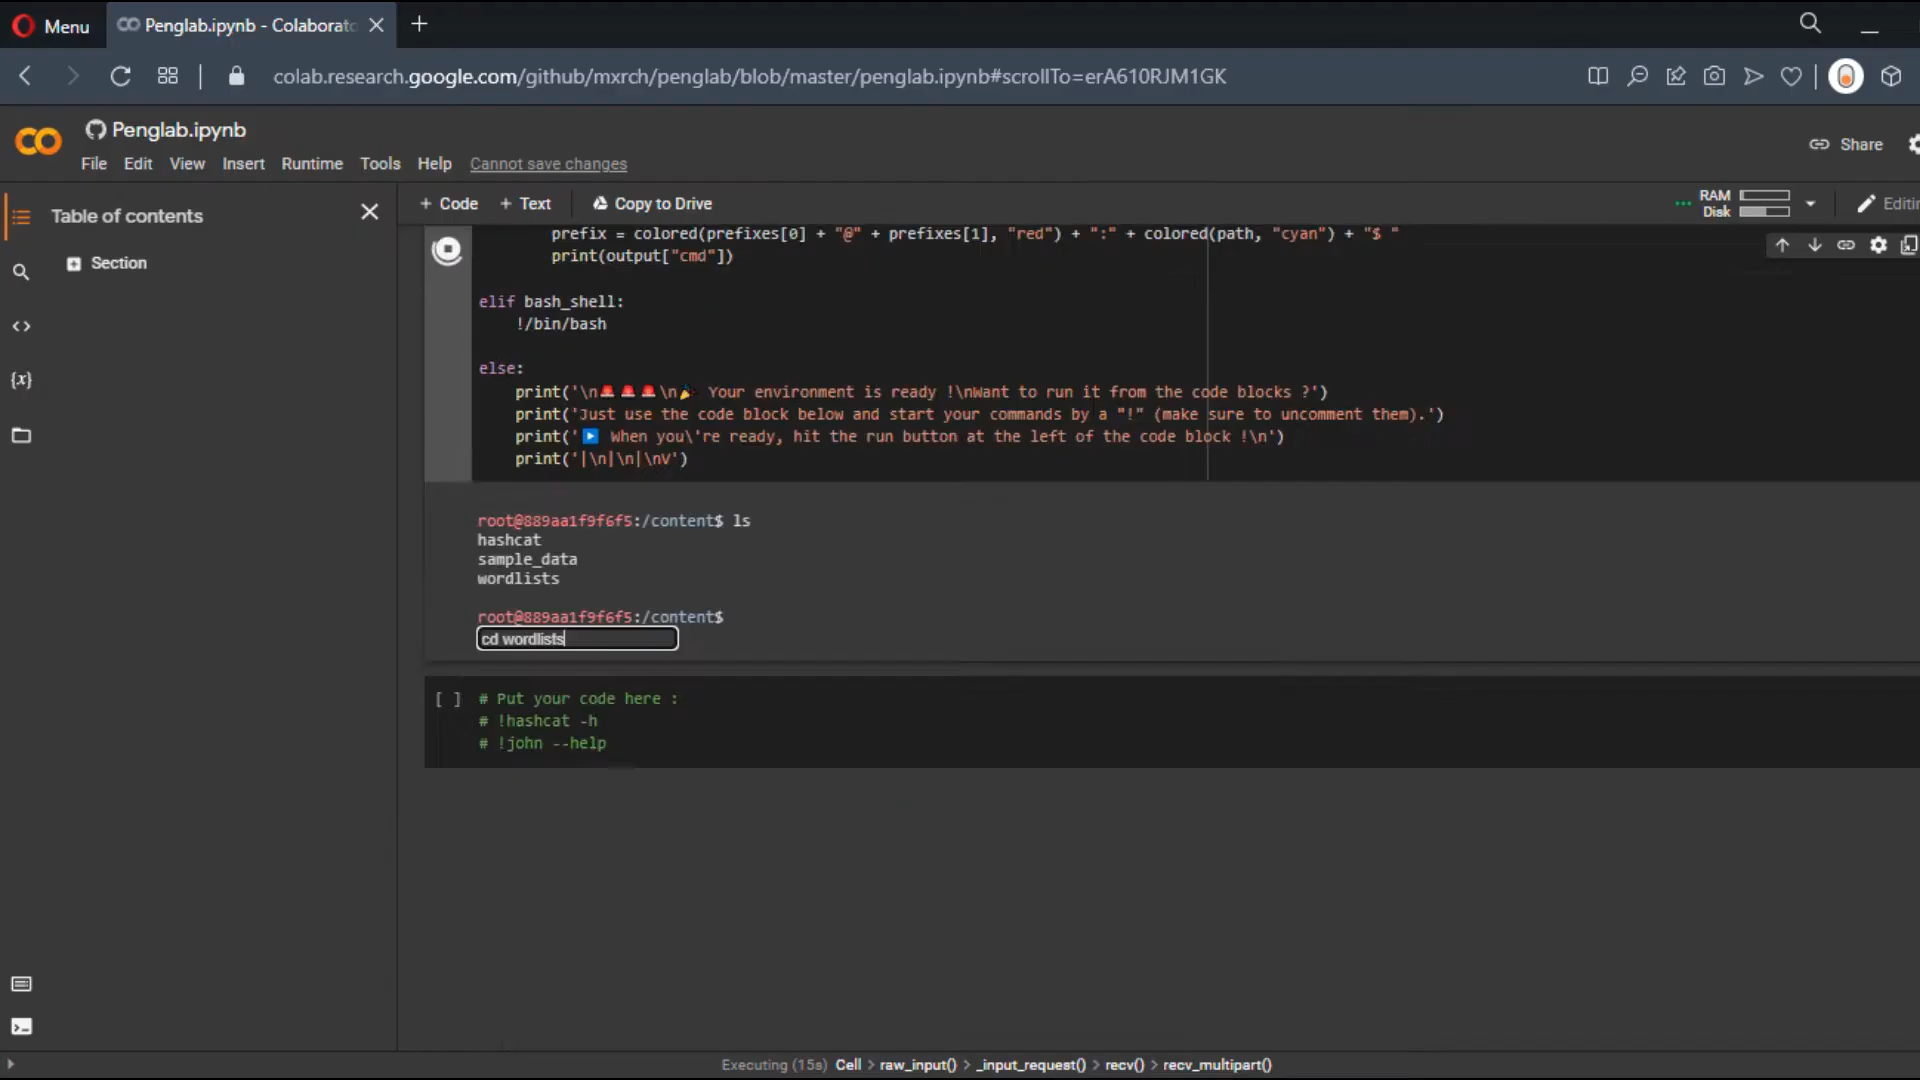 Menu
Penglab.ipynb - Colaborato
colab.research.google.com/github/mxrch/penglab/blob/master/penglab.ipynb#scrollTo=erA610RJM1GK
Penglab.ipynb
File Edit View Insert Runtime Tools Help Cannot save changes
Share
Table of contents
+ Code + Text Copy to Drive
RAM
Disk
Editin
Section
prefix = colored(prefixes[0] + "@" + prefixes[1], "red") + ":" + colored(path, "cyan") + "$ "
print(output["cmd"])
elif bash_shell:
!/bin/bash
else:
print('\n🚨🚨🚨\n🎉 Your environment is ready !\nWant to run it from the code blocks ?')
print('Just use the code block below and start your commands by a "!" (make sure to uncomment them).')
print('▶️ When you\'re ready, hit the run button at the left of the code block !\n')
print('|\n|\n|\nV')
root@889aa1f9f6f5:/content$ ls
hashcat
sample_data
wordlists
root@889aa1f9f6f5:/content$
cd wordlists
[ ] # Put your code here :
# !hashcat -h
# !john --help
Executing (15s) Cell > raw_input() > _input_request() > recv() > recv_multipart()